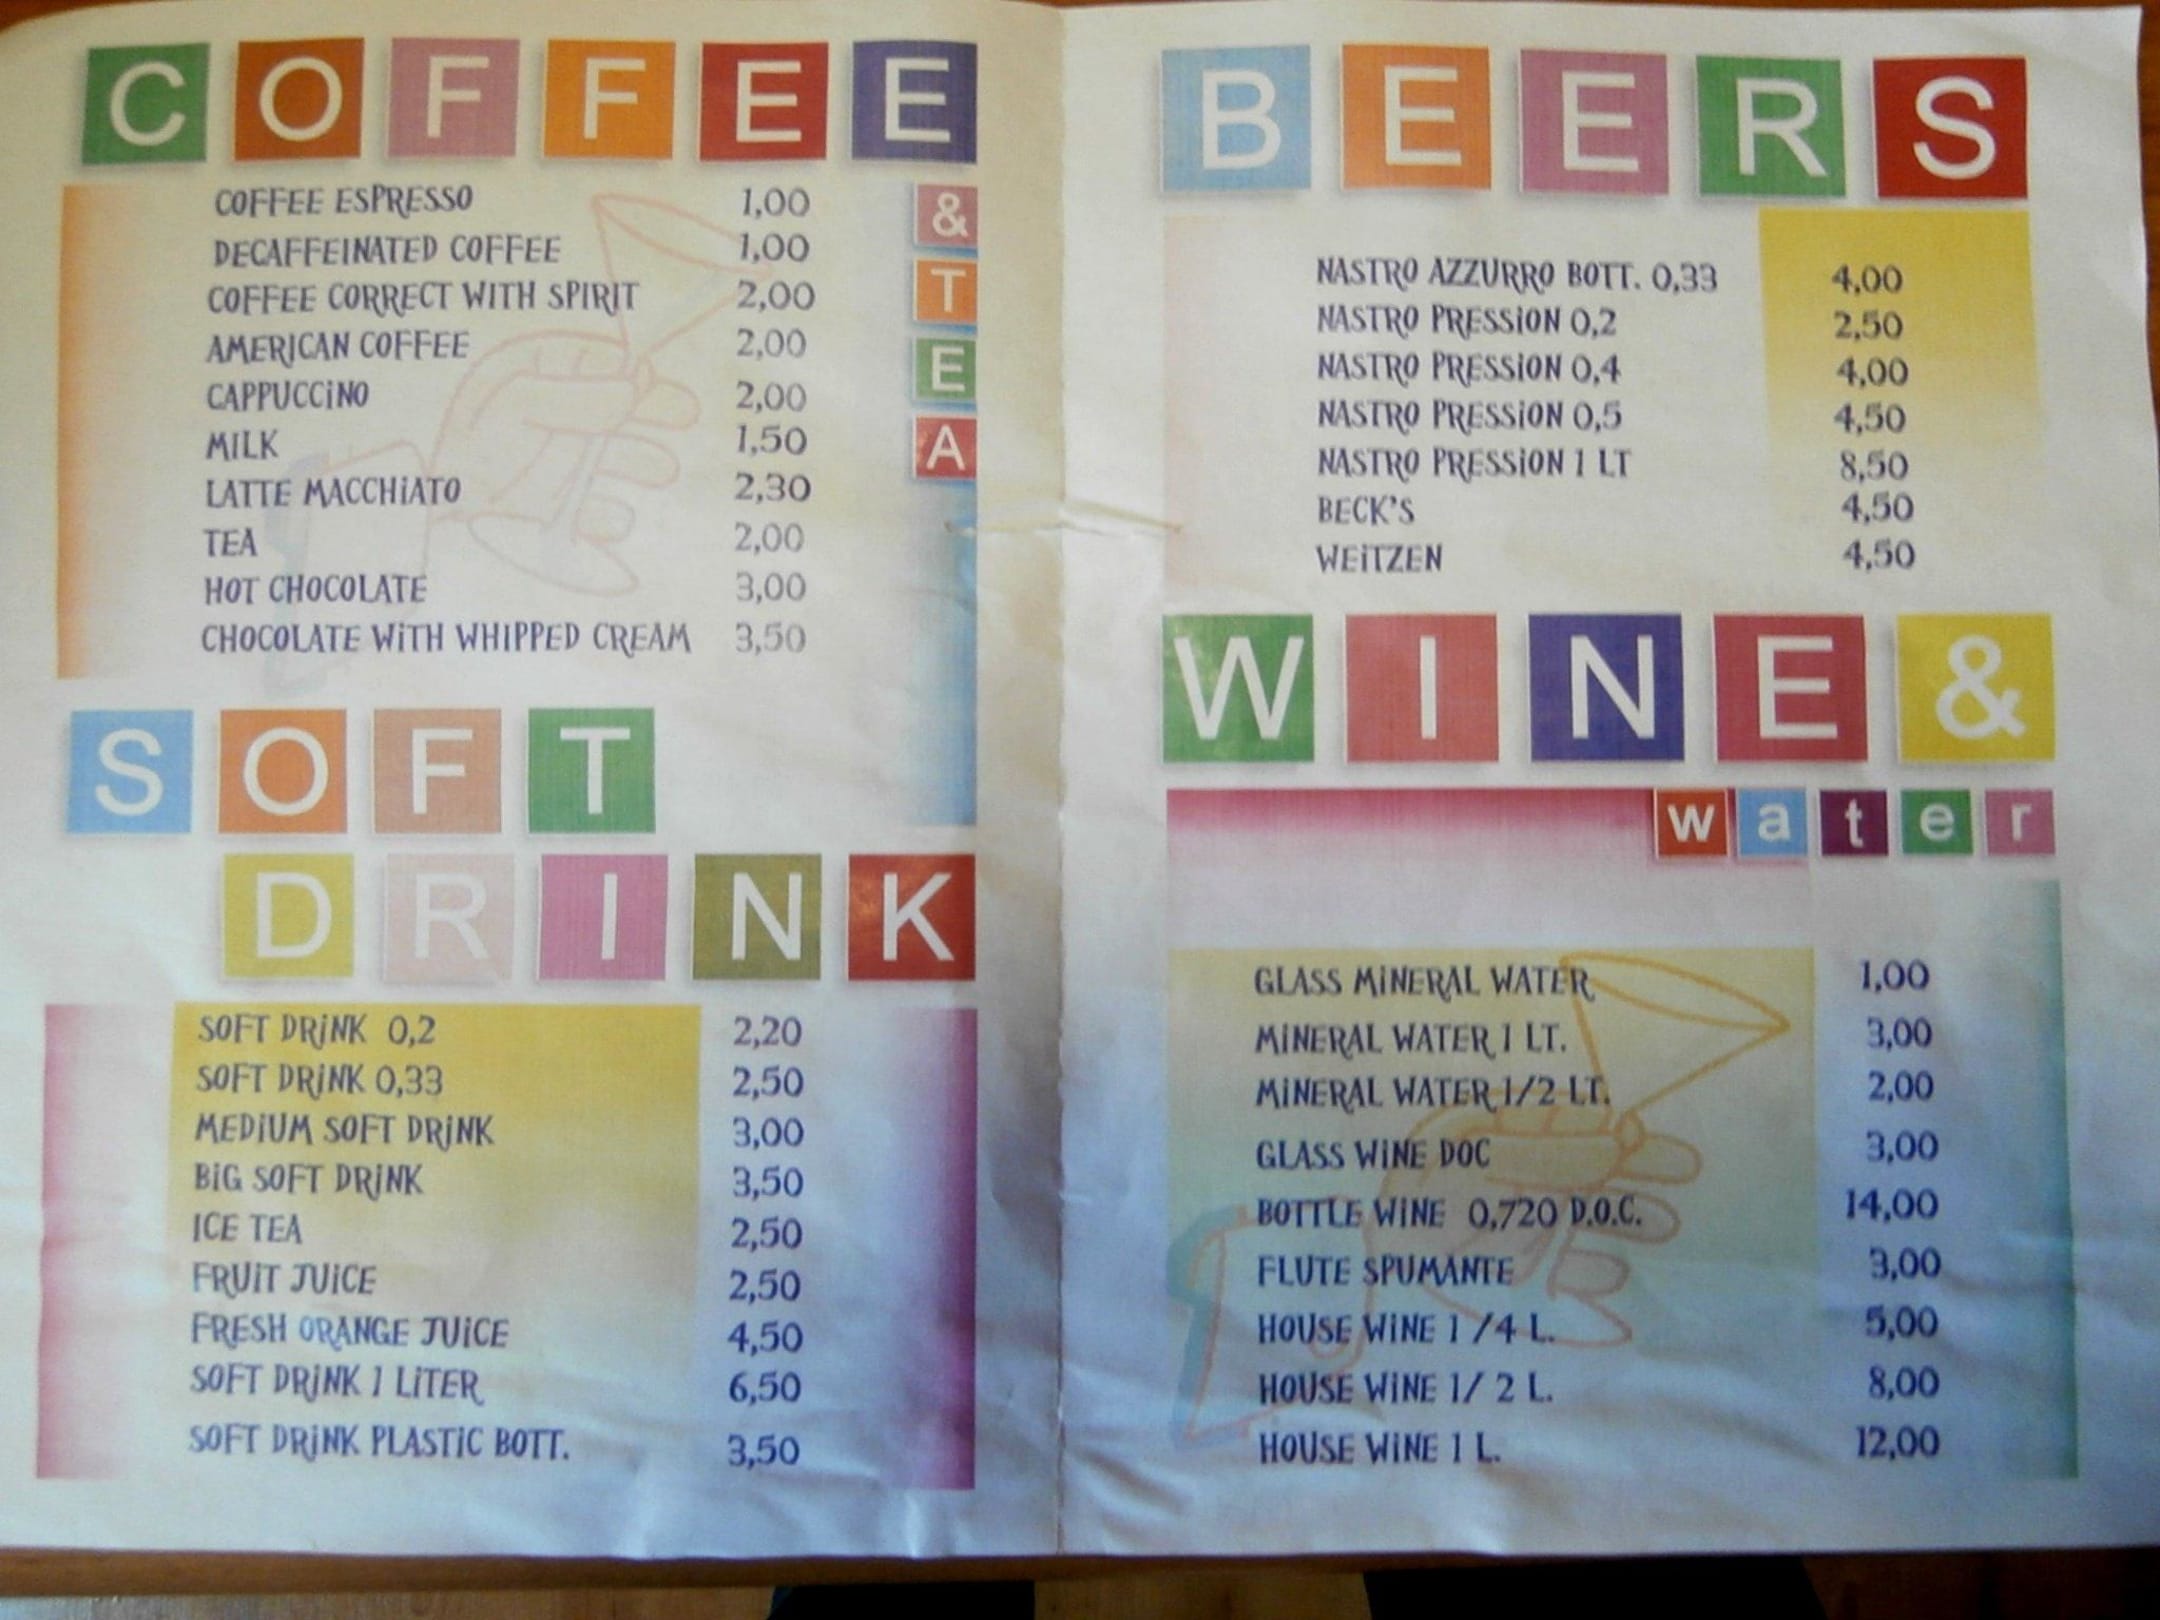 COFFEE
& TEA
COFFEE ESPRESSO 1,00
DECAFFEINATED COFFEE 1,00
COFFEE CORRECT WITH SPIRIT 2,00
AMERICAN COFFEE 2,00
CAPPUCCINO 2,00
MILK 1,50
LATTE MACCHIATO 2,30
TEA 2,00
HOT CHOCOLATE 3,00
CHOCOLATE WITH WHIPPED CREAM 3,50
SOFT
DRINK
SOFT DRINK 0,2 2,20
SOFT DRINK 0,33 2,50
MEDIUM SOFT DRINK 3,00
BIG SOFT DRINK 3,50
ICE TEA 2,50
FRUIT JUICE 2,50
FRESH ORANGE JUICE 4,50
SOFT DRINK 1 LITER 6,50
SOFT DRINK PLASTIC BOTT. 3,50
BEERS
NASTRO AZZURRO BOTT. 0,33 4,00
NASTRO PRESSION 0,2 2,50
NASTRO PRESSION 0,4 4,00
NASTRO PRESSION 0,5 4,50
NASTRO PRESSION 1 LT 8,50
BECK'S 4,50
WEITZEN 4,50
WINE &
water
GLASS MINERAL WATER 1,00
MINERAL WATER 1 LT. 3,00
MINERAL WATER 1/2 LT. 2,00
GLASS WINE DOC 3,00
BOTTLE WINE 0,720 D.O.C. 14,00
FLUTE SPUMANTE 3,00
HOUSE WINE 1 /4 L. 5,00
HOUSE WINE 1/ 2 L. 8,00
HOUSE WINE 1 L. 12,00